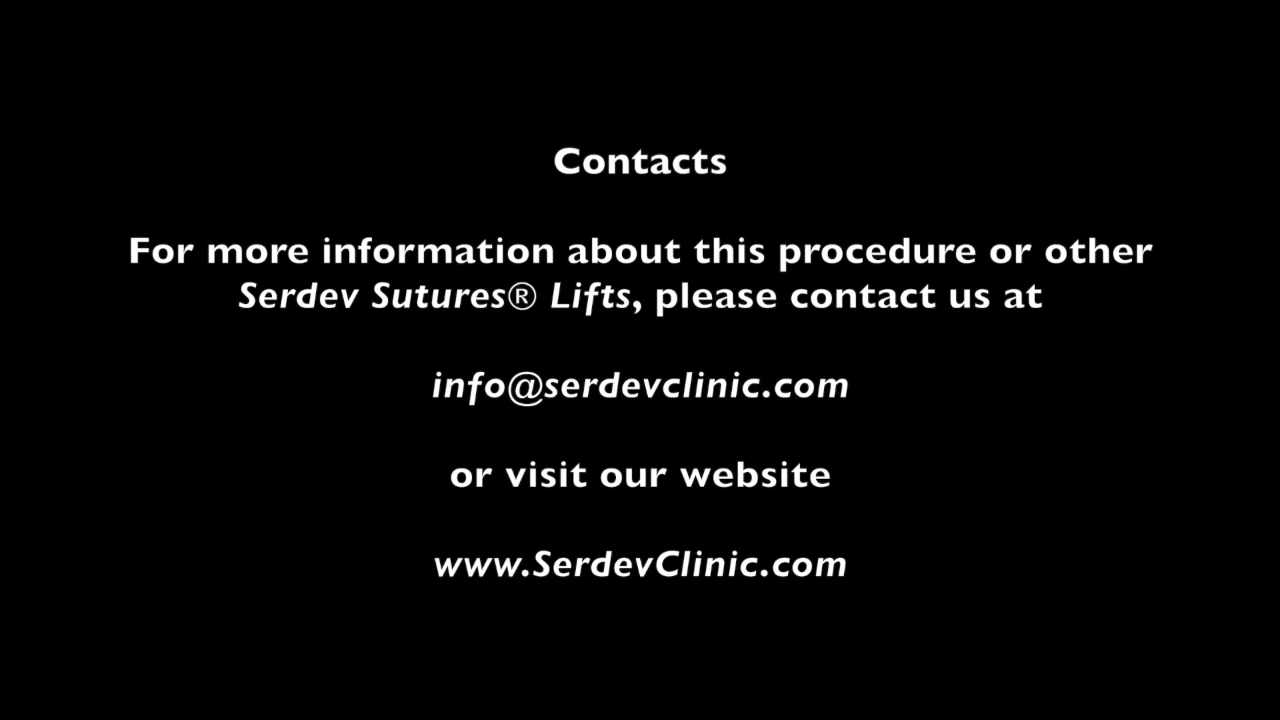 Contacts
For more information about this procedure or other
Serdev Sutures® Lifts, please contact us at
info@serdevclinic.com
or visit our website
www.SerdevClinic.com